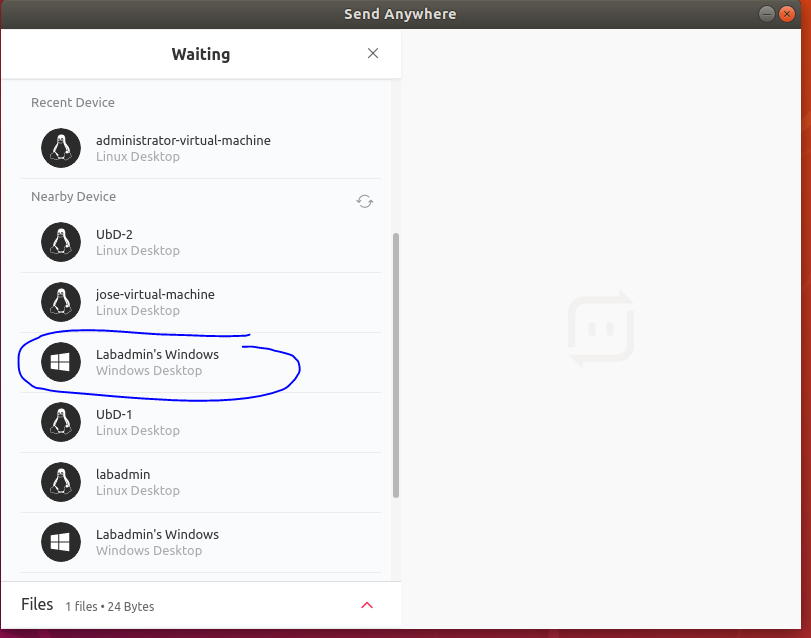 Send Anywhere
Waiting
Recent Device
administrator-virtual-machine
Linux Desktop
Nearby Device
UbD-2
Linux Desktop
jose-virtual-machine
Linux Desktop
Labadmin's Windows
Windows Desktop
UbD-1
Linux Desktop
labadmin
Linux Desktop
Labadmin's Windows
Windows Desktop
Files 1 files • 24 Bytes